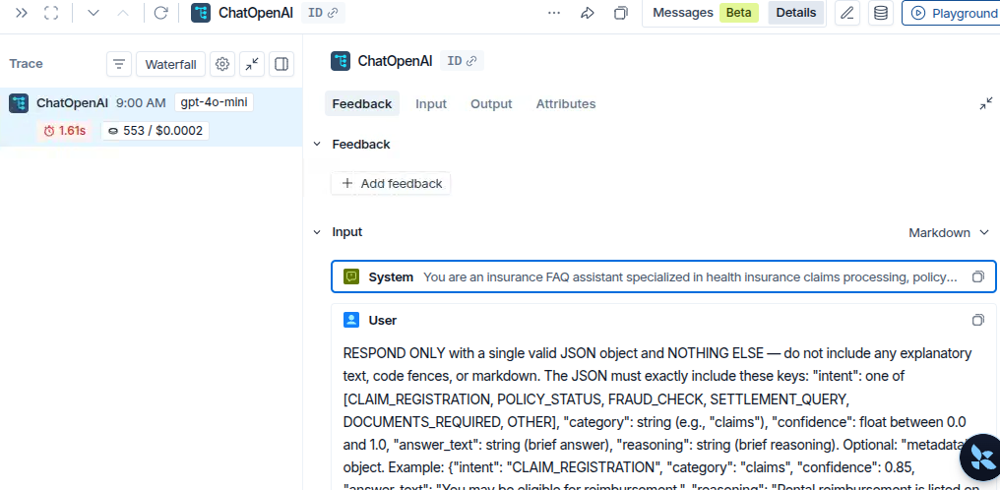 ChatOpenAI ID
Messages Beta Details Playground
Trace
Waterfall
ChatOpenAI 9:00 AM gpt-4o-mini
1.61s 553 / $0.0002
ChatOpenAI ID
Feedback Input Output Attributes
Feedback
Add feedback
Input Markdown
System You are an insurance FAQ assistant specialized in health insurance claims processing, policy...
User
RESPOND ONLY with a single valid JSON object and NOTHING ELSE — do not include any explanatory
text, code fences, or markdown. The JSON must exactly include these keys: "intent": one of
[CLAIM_REGISTRATION, POLICY_STATUS, FRAUD_CHECK, SETTLEMENT_QUERY,
DOCUMENTS_REQUIRED, OTHER], "category": string (e.g., "claims"), "confidence": float between 0.0
and 1.0, "answer_text": string (brief answer), "reasoning": string (brief reasoning). Optional: "metadata"
object. Example: {"intent": "CLAIM_REGISTRATION", "category": "claims", "confidence": 0.85,
"answer_text": "You may be eligible for reimbursement.", "reasoning": "Rental reimbursement is listed on